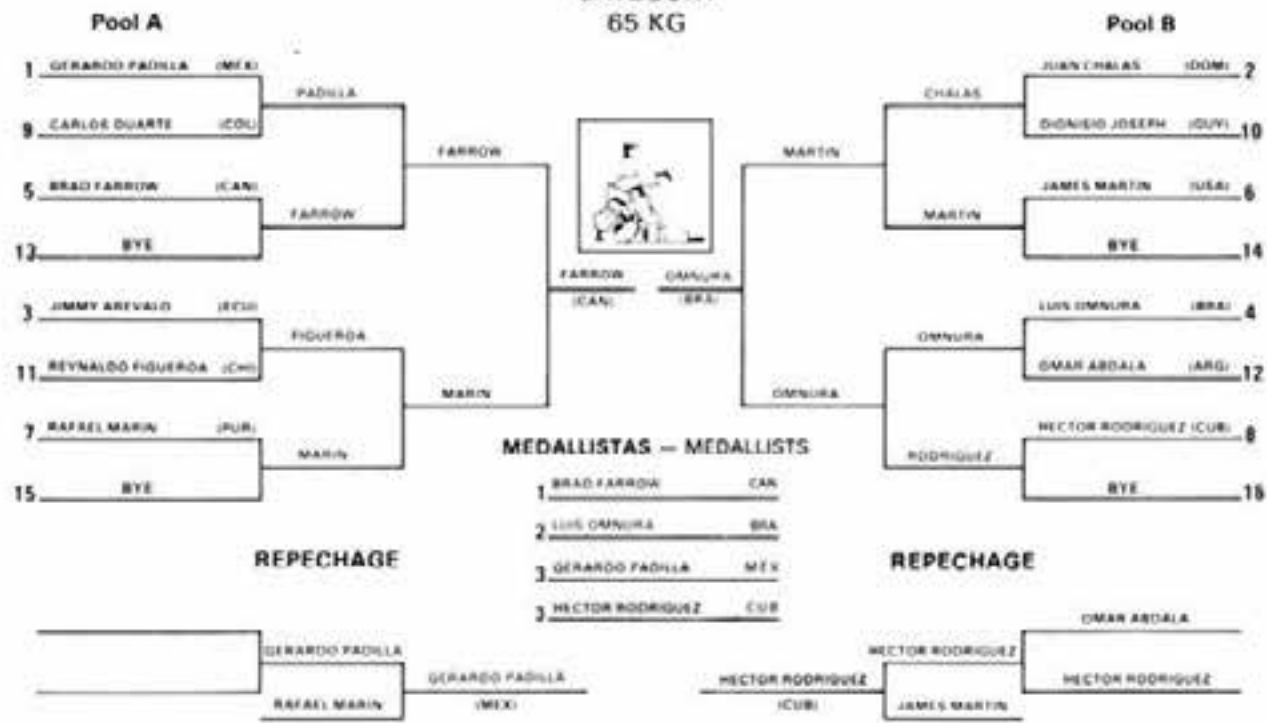 65 KG
Pool A
Pool B
1 GERARDO PADILLA (MEX)
PADILLA
9 CARLOS DUARTE (COL)
FARROW
5 BRAD FARROW (CAN)
FARROW
13 BYE
FARROW
(CAN)
3 JIMMY AREVALO (ECU)
FIGUEROA
11 REYNALDO FIGUEROA (CHI)
MARIN
7 RAFAEL MARIN (PUR)
MARIN
15 BYE
JUAN CHALAS (DOM) 2
CHALAS
DIONISIO JOSEPH (GUY) 10
MARTIN
JAMES MARTIN (USA) 6
MARTIN
BYE 14
OMNURA
(BRA)
LUIS OMNURA (BRA) 4
OMNURA
OMAR ABDALA (ARG) 12
OMNURA
HECTOR RODRIGUEZ (CUB) 8
RODRIGUEZ
BYE 16
MEDALLISTAS — MEDALLISTS
1 BRAD FARROW CAN
2 LUIS OMNURA BRA
3 GERARDO PADILLA MEX
3 HECTOR RODRIGUEZ CUB
REPECHAGE
GERARDO PADILLA
RAFAEL MARIN
GERARDO PADILLA
(MEX)
REPECHAGE
OMAR ABDALA
HECTOR RODRIGUEZ
HECTOR RODRIGUEZ
HECTOR RODRIGUEZ
(CUB)
JAMES MARTIN